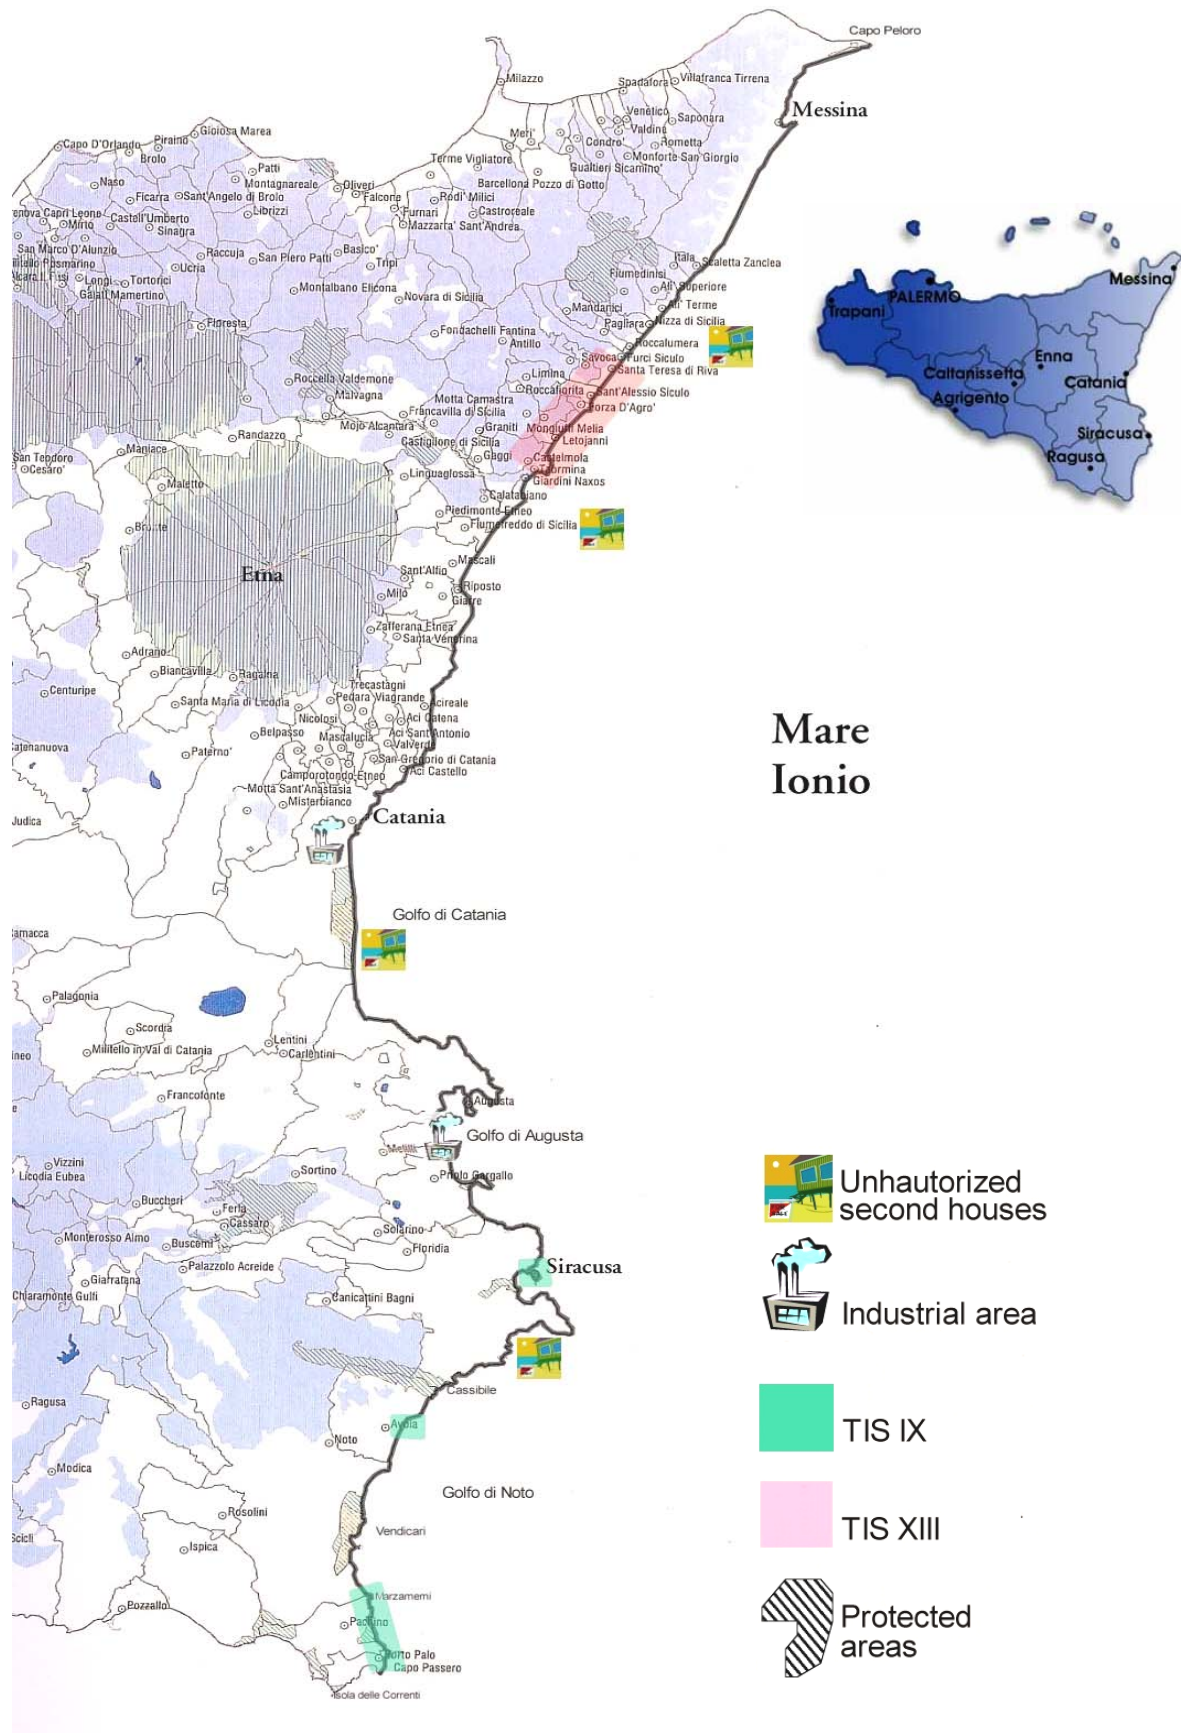 Capo Peloro
Milazzo
Spadafora
Villafranca Tirrena
Messina
Venetico
Saponara
Valdina
Gioiosa Marea
Capo D'Orlando
Piraino
Brolo
Meri'
Condro'
Rometta
Monforte San Giorgio
Terme Vigliatore
Gualtieri Sicamino'
Patti
Naso
Montagnareale
Oliveri
Barcellona Pozzo di Gotto
Ficarra
Sant'Angelo di Brolo
Falcone
Rodi' Milici
Librizzi
Furnari
Castroreale
Capri Leone
Mirto
Castell'Umberto
Sinagra
Mazzarra' Sant'Andrea
San Marco D'Alunzio
Raccuja
San Piero Patti
Basico'
Tripi
Itala
Scaletta Zanclea
Ucria
Fiumedinisi
Longi
Tortorici
Galati Mamertino
Montalbano Elicona
Novara di Sicilia
Ali' Superiore
Ali' Terme
Mandanici
Pagliara
Nizza di Sicilia
Floresta
Fondachelli Fantina
Antillo
Roccalumera
Savoca
Furci Siculo
Santa Teresa di Riva
Limina
Roccella Valdemone
Malvagna
Roccafiorita
Sant'Alessio Siculo
Motta Camastra
Forza D'Agro'
Francavilla di Sicilia
Mojo Alcantara
Graniti
Mongiuffi Melia
Letojanni
Randazzo
Castiglione di Sicilia
Maniace
Gaggi
Castelmola
Taormina
Giardini Naxos
San Teodoro
Cesaro'
Linguaglossa
Maletto
Calatabiano
Piedimonte Etneo
Fiumefreddo di Sicilia
Bronte
Etna
Mascali
Sant'Alfio
Riposto
Milo
Giarre
Zafferana Etnea
Santa Venerina
Adrano
Biancavilla
Ragalna
Centuripe
Trecastagni
Santa Maria di Licodia
Pedara
Viagrande
Acireale
Nicolosi
Aci Catena
Belpasso
Mascalucia
Aci Sant'Antonio
Valverde
Catenanuova
Paterno'
San Gregorio di Catania
Camporotondo Etneo
Aci Castello
Motta Sant'Anastasia
Misterbianco
Judica
Catania
Golfo di Catania
Palagonia
Scordia
Lentini
Militello in Val di Catania
Carlentini
Francofonte
Augusta
Golfo di Augusta
Melilli
Vizzini
Licodia Eubea
Sortino
Priolo Gargallo
Buccheri
Ferla
Cassaro
Solarino
Monterosso Almo
Buscemi
Floridia
Palazzolo Acreide
Siracusa
Giarratana
Chiaramonte Gulfi
Canicattini Bagni
Cassibile
Ragusa
Avola
Noto
Modica
Golfo di Noto
Rosolini
Vendicari
Scicli
Ispica
Marzamemi
Pozzallo
Pachino
Porto Palo
Capo Passero
Isola delle Correnti
Mare
Ionio
Messina
PALERMO
Trapani
Enna
Caltanissetta
Catania
Agrigento
Siracusa
Ragusa
Unhautorized
second houses
Industrial area
TIS IX
TIS XIII
Protected
areas